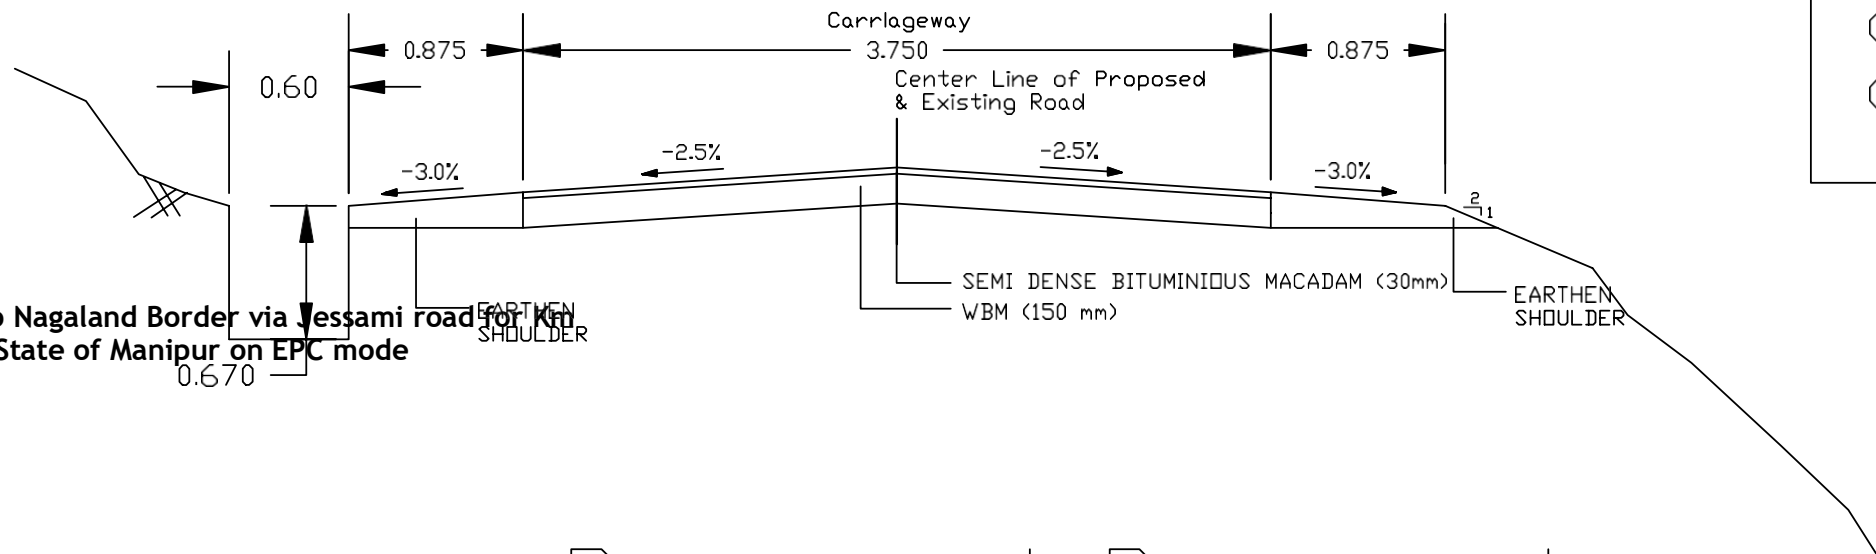 Carriageway
0.875
3.750
0.875
0.60
Center Line of Proposed
& Existing Road
-3.0%
-2.5%
-2.5%
-3.0%
2
1
SEMI DENSE BITUMINIOUS MACADAM (30mm)
WBM (150 mm)
EARTHEN
SHOULDER
EARTHEN
SHOULDER
o Nagaland Border via Jessami road for Km
State of Manipur on EPC mode
0.670